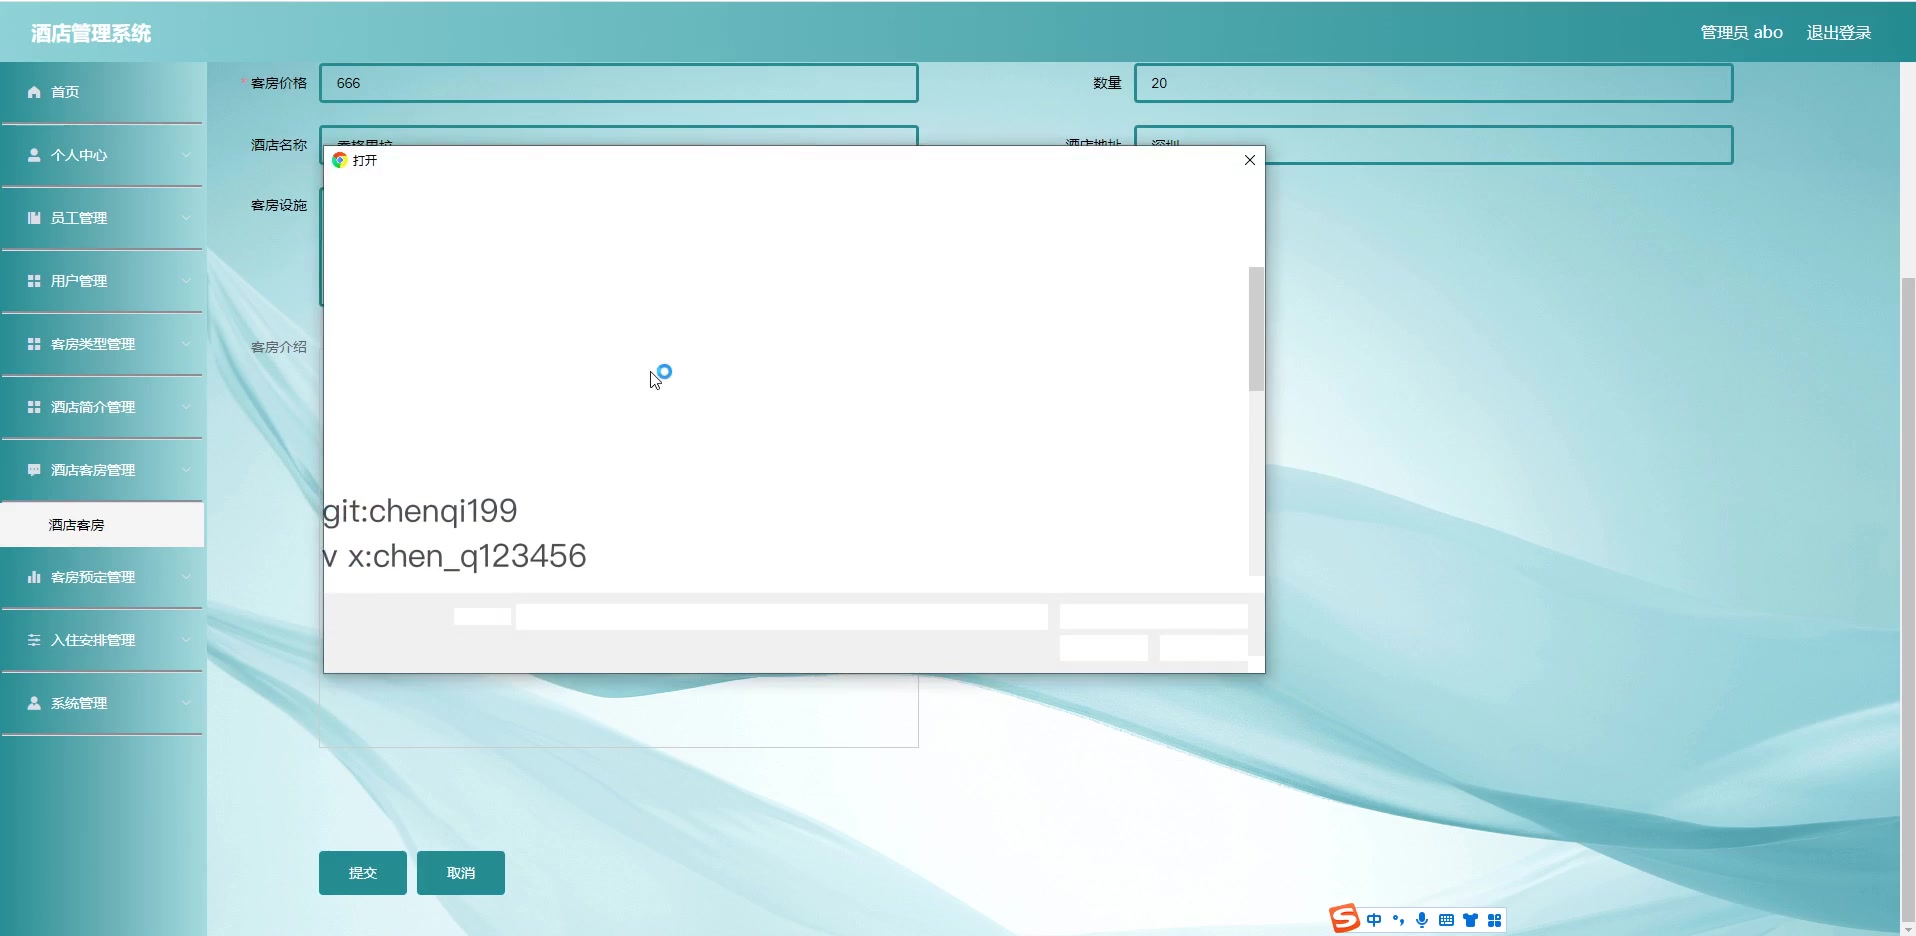 酒店管理系统
管理员 abo 退出登录
首页
个人中心
员工管理
用户管理
客房类型管理
酒店简介管理
酒店客房管理
酒店客房
客房预定管理
入住安排管理
系统管理
* 客房价格 666
数量 20
酒店名称
酒店地址 深圳
客房设施
客房介绍
打开
git:chenqi199
v x:chen_q123456
提交 取消
中